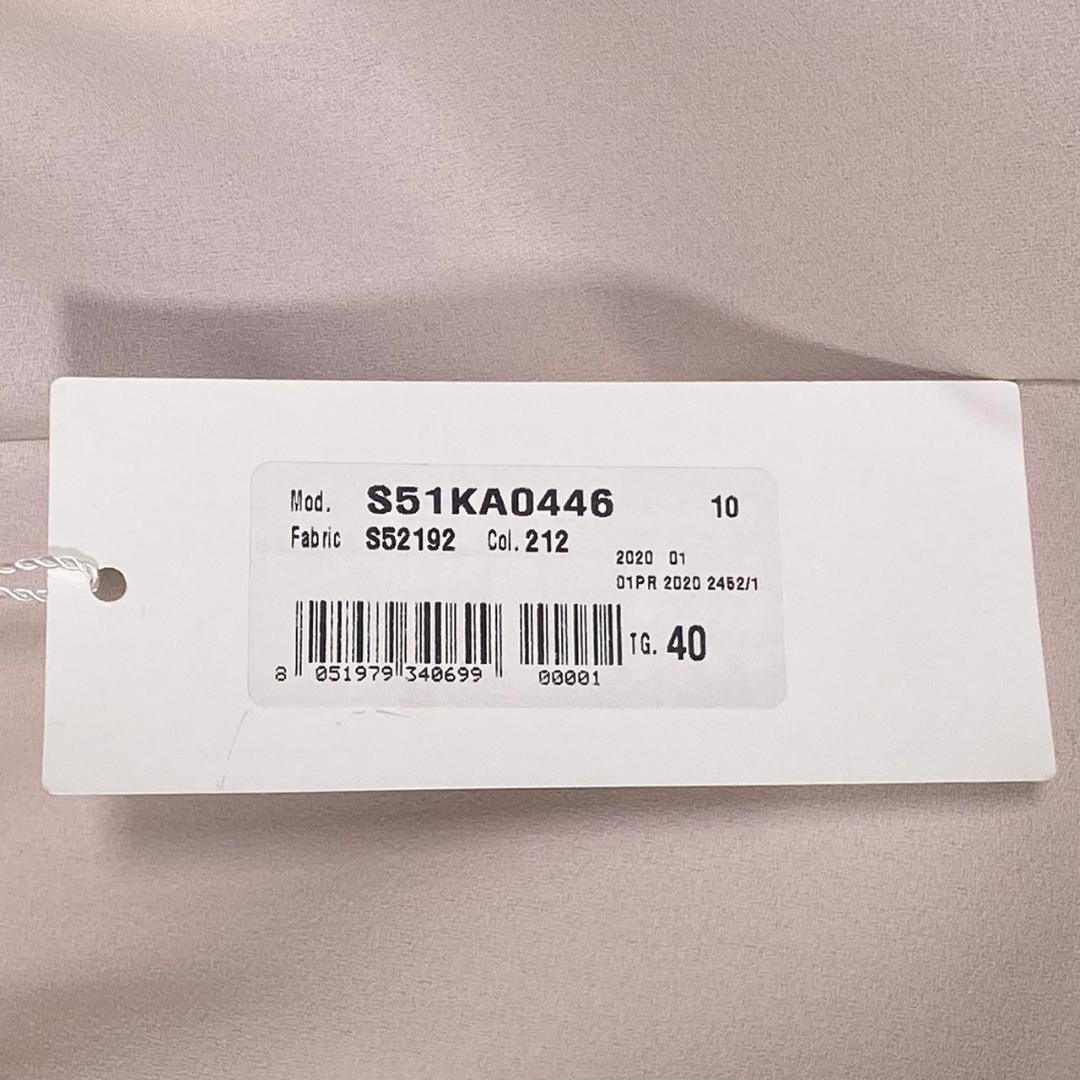 Mod. S51KA0446 10
Fabric S52192 Col. 212
2020 01
01PR 2020 2452/1
TG. 40
8 051979 340699 00001